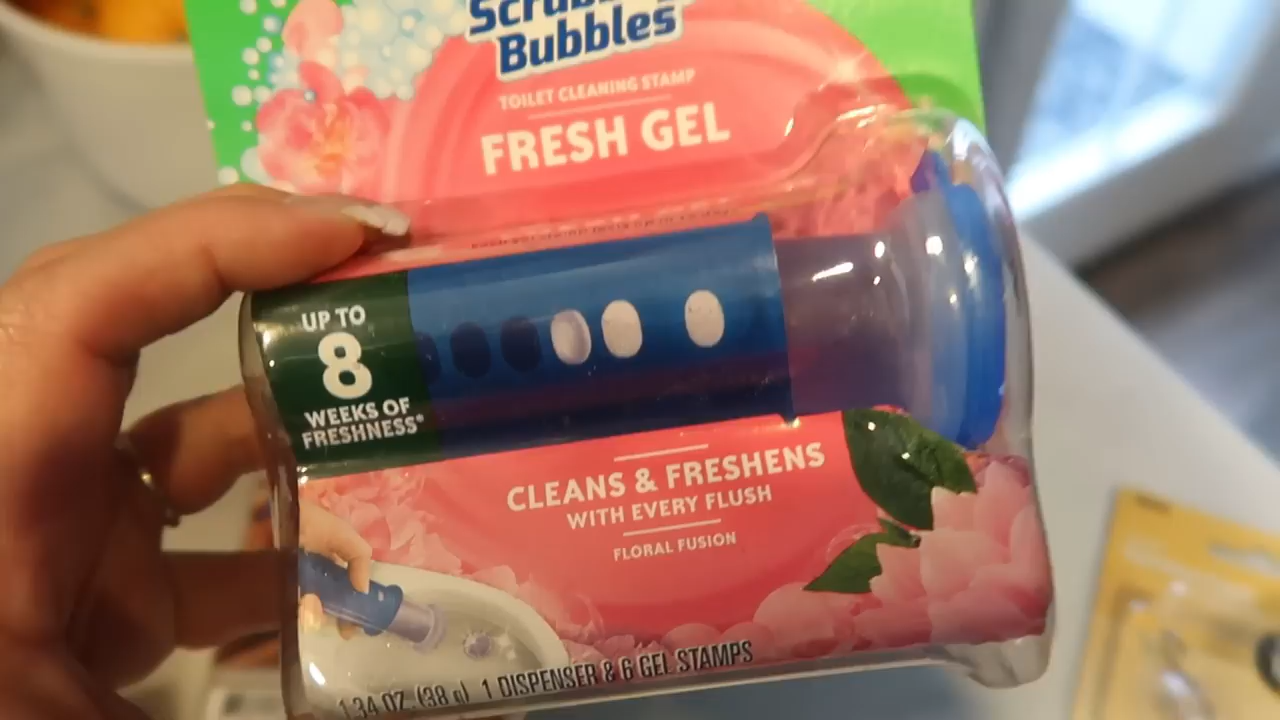 Bubbles
TOILET CLEANING STAMP
FRESH GEL
UP TO
8
WEEKS OF
FRESHNESS*
CLEANS & FRESHENS
WITH EVERY FLUSH
FLORAL FUSION
1.34 OZ. (38 g) 1 DISPENSER & 6 GEL STAMPS